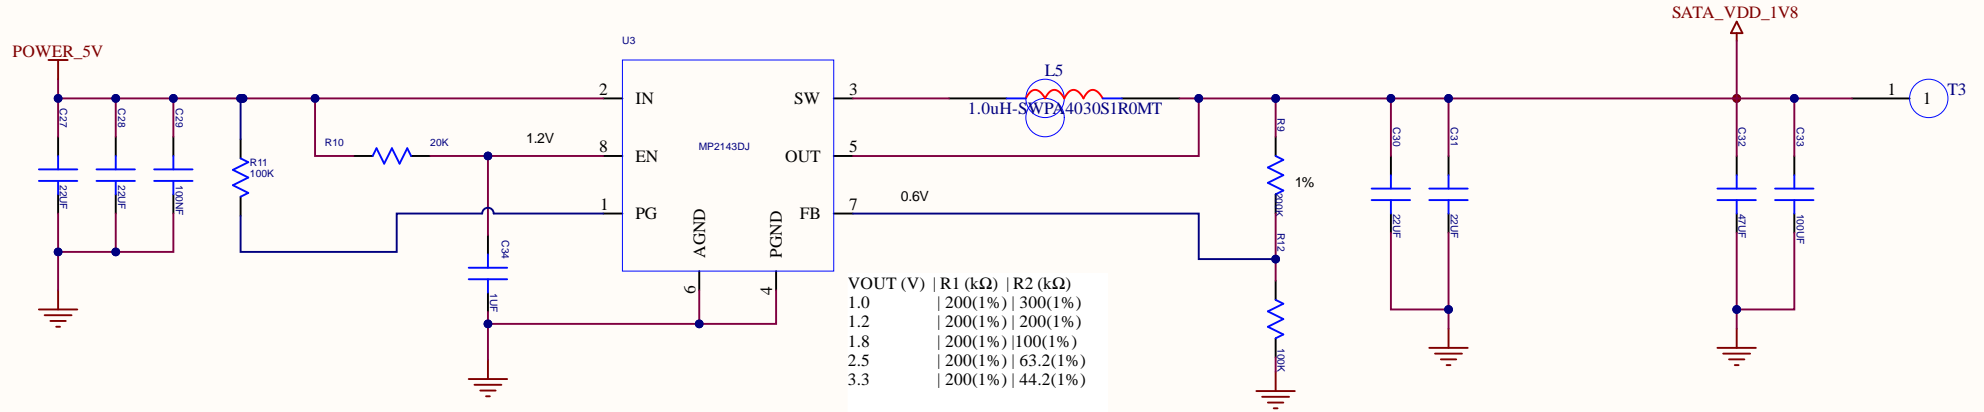 SATA_VDD_1V8
POWER_5V
U3
L5
2
IN
SW
3
1.0uH-SWPA4030S1R0MT
1
1
T3
C27
C28
C29
R10
20K
1.2V
8
EN
MP2143DJ
OUT
5
R9
C30
C31
C32
C33
R11
100K
22UF
22UF
100NF
1%
200K
0.6V
1
PG
AGND
PGND
FB
7
22UF
22UF
47UF
100UF
R12
C34
1UF
6
4
100K
VOUT (V) | R1 (kΩ) | R2 (kΩ)
1.0 | 200(1%) | 300(1%)
1.2 | 200(1%) | 200(1%)
1.8 | 200(1%) |100(1%)
2.5 | 200(1%) | 63.2(1%)
3.3 | 200(1%) | 44.2(1%)